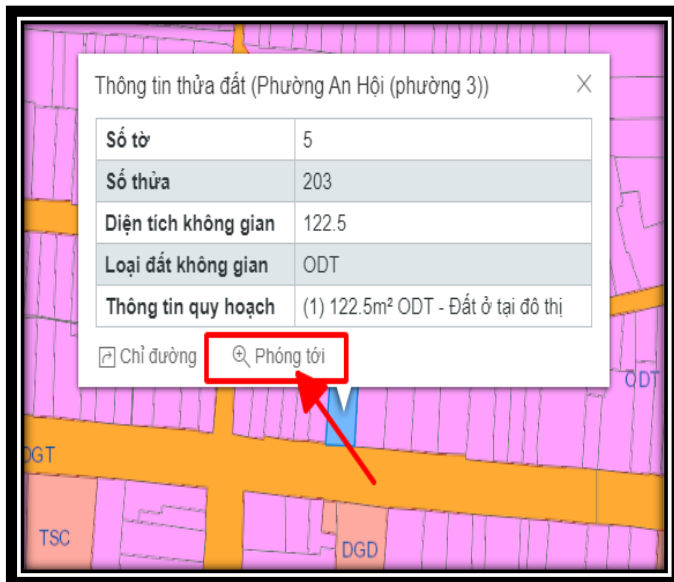 Thông tin thửa đất (Phường An Hội (phường 3))
Số tờ 5
Số thửa 203
Diện tích không gian 122.5
Loại đất không gian ODT
Thông tin quy hoạch (1) 122.5m² ODT - Đất ở tại đô thị
Chỉ đường Phóng tới
ODT
TSC
DGD